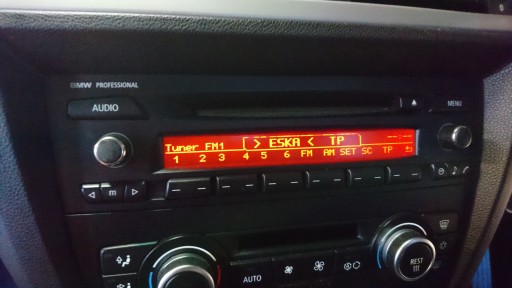 BMW PROFESSIONAL
AUDIO
MENU
Tuner FM1 > ESKA < TP --:--
1 2 3 4 5 6 FM AM SET SC TP
m
AUTO
REST